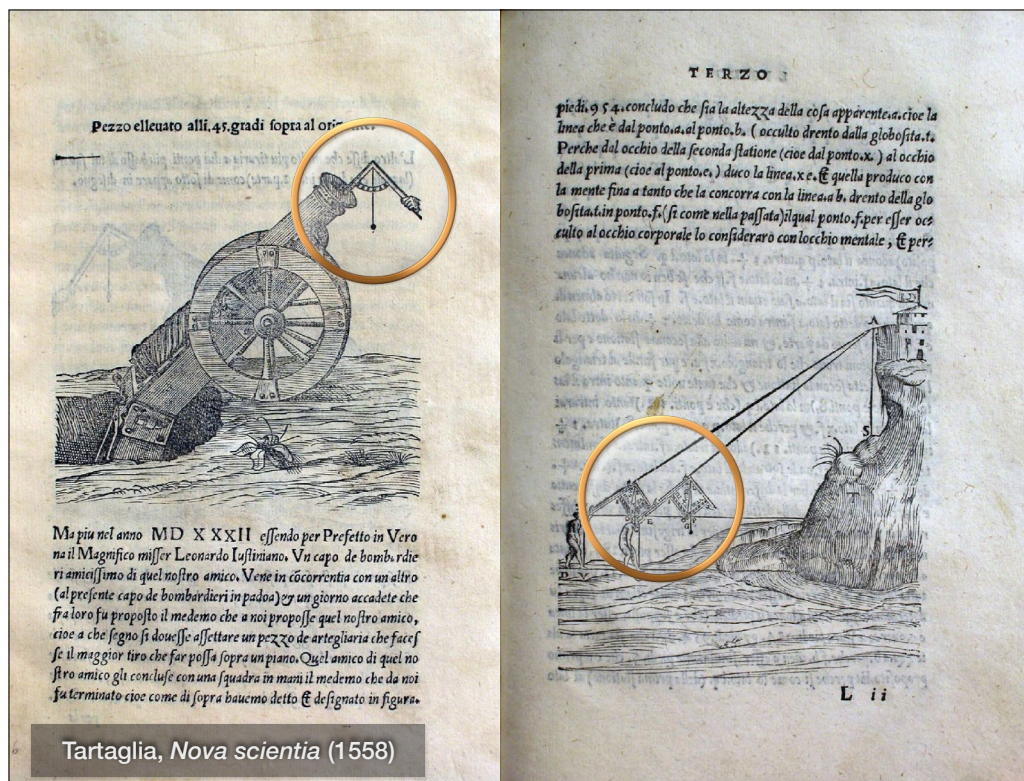 Pezzo ellevato alli. 45. gradi sopra al
Ma piu nel anno MD XXXII essendo per Prefetto in Vero
na il Magnifico misser Leonardo Iustiniano. Vn capo de bombardie
ri amicissimo di quel nostro amico. Vene in cōcorrentia con un altro
(al presente capo de bombardieri in padoa) & un giorno accadete che
fra loro fu proposto il medemo che a noi propose quel nostro amico,
cioe a che segno si douesse assettare un pezzo de artegliaria che faces
se il maggior tiro che far possa sopra un piano. Quel amico di quel no
stro amico gli concluse con una squadra in mani il medemo che da noi
fu terminato cioe come di sopra hauemo detto & designato in figura.
Tartaglia, Nova scientia (1558)
TERZO
piedi. 954. concludo che sia la altezza della cosa apparente. a. cioe la
linea che è dal ponto. a. al ponto. b. ( occulto drento dalla globosita. t.
Perche dal occhio della seconda statione (cioe dal ponto. x. ) al occhio
della prima (cioe al ponto. e. ) duco la linea. x e. & quella produco con
la mente fina a tanto che la concorra con la linea. a b. drento della glo
bosita. t. in ponto. f. (si come nella passata) ilqual ponto. f. per esser oc=
culto al occhio corporale lo consideraro con locchio mentale, & per=
A
S
L ii